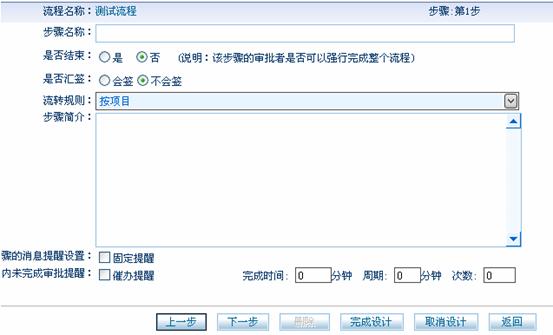 流程名称：测试流程 步骤:第1步
步骤名称：
是否结束： 是 否 (说明：该步骤的审批者是否可以强行完成整个流程)
是否汇签： 会签 不会签
流转规则： 按项目
步骤简介：
骤的消息提醒设置： 固定提醒
内未完成审批提醒： 催办提醒 完成时间: 0 分钟 周期: 0 分钟 次数: 0
上一步 下一步 删除 完成设计 取消设计 返回